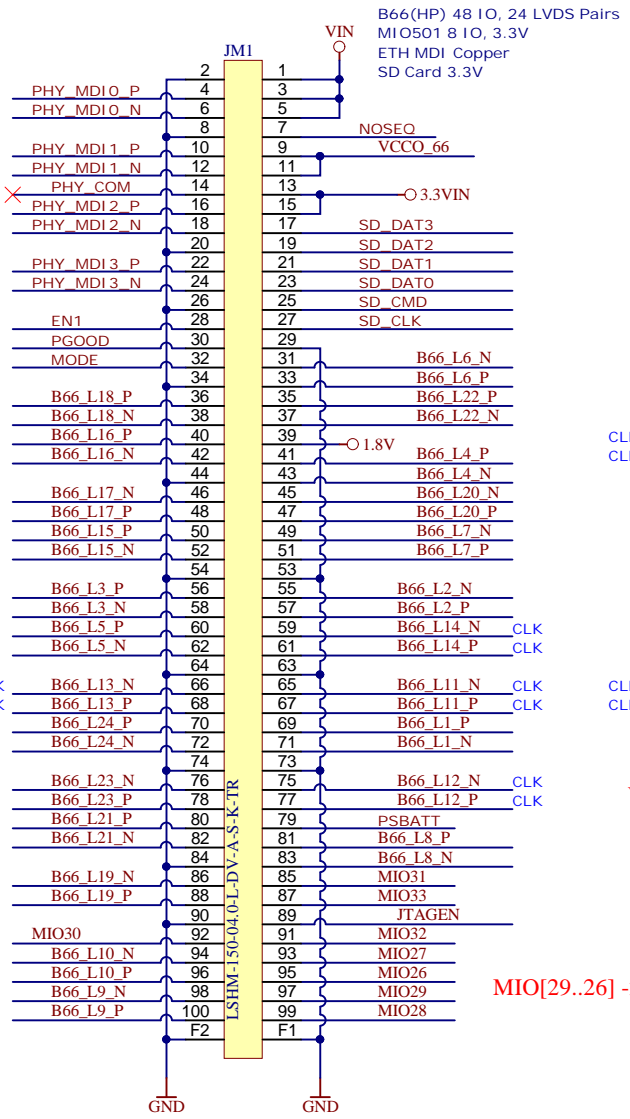 B66(HP) 48 IO, 24 LVDS Pairs
MIO501 8 IO, 3.3V
ETH MDI Copper
SD Card 3.3V
VIN
JM1
2 1
PHY_MDI0_P 4 3
PHY_MDI0_N 6 5
8 7 NOSEQ
PHY_MDI1_P 10 9 VCCO_66
PHY_MDI1_N 12 11
PHY_COM 14 13 3.3VIN
PHY_MDI2_P 16 15
PHY_MDI2_N 18 17 SD_DAT3
20 19 SD_DAT2
PHY_MDI3_P 22 21 SD_DAT1
PHY_MDI3_N 24 23 SD_DAT0
26 25 SD_CMD
EN1 28 27 SD_CLK
PGOOD 30 29
MODE 32 31 B66_L6_N
34 33 B66_L6_P
B66_L18_P 36 35 B66_L22_P
B66_L18_N 38 37 B66_L22_N
B66_L16_P 40 39 1.8V
B66_L16_N 42 41 B66_L4_P
44 43 B66_L4_N
B66_L17_N 46 45 B66_L20_N
B66_L17_P 48 47 B66_L20_P
B66_L15_P 50 49 B66_L7_N
B66_L15_N 52 51 B66_L7_P
54 53
B66_L3_P 56 55 B66_L2_N
B66_L3_N 58 57 B66_L2_P
B66_L5_P 60 59 B66_L14_N CLK
B66_L5_N 62 61 B66_L14_P CLK
64 63
B66_L13_N 66 65 B66_L11_N CLK
B66_L13_P 68 67 B66_L11_P CLK
B66_L24_P 70 69 B66_L1_P
B66_L24_N 72 71 B66_L1_N
74 73
B66_L23_N 76 75 B66_L12_N CLK
B66_L23_P 78 77 B66_L12_P CLK
B66_L21_P 80 79 PSBATT
B66_L21_N 82 81 B66_L8_P
84 83 B66_L8_N
B66_L19_N 86 85 MIO31
B66_L19_P 88 87 MIO33
90 89 JTAGEN
MIO30 92 91 MIO32
B66_L10_N 94 93 MIO27
B66_L10_P 96 95 MIO26
B66_L9_N 98 97 MIO29
B66_L9_P 100 99 MIO28
F2 F1
LSHM-150-04.0-L-DV-A-S-K-TR
MIO[29..26] -
GND GND